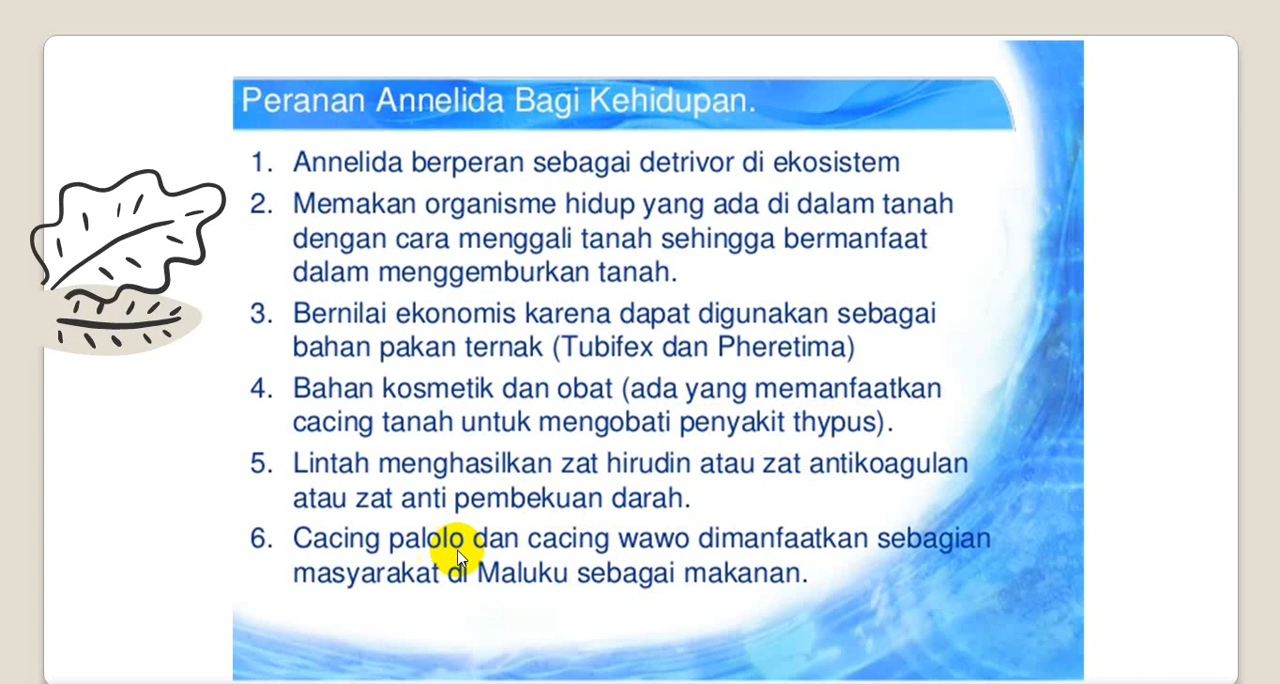 Peranan Annelida Bagi Kehidupan.
1. Annelida berperan sebagai detrivor di ekosistem
2. Memakan organisme hidup yang ada di dalam tanah
dengan cara menggali tanah sehingga bermanfaat
dalam menggemburkan tanah.
3. Bernilai ekonomis karena dapat digunakan sebagai
bahan pakan ternak (Tubifex dan Pheretima)
4. Bahan kosmetik dan obat (ada yang memanfaatkan
cacing tanah untuk mengobati penyakit thypus).
5. Lintah menghasilkan zat hirudin atau zat antikoagulan
atau zat anti pembekuan darah.
6. Cacing palolo dan cacing wawo dimanfaatkan sebagian
masyarakat di Maluku sebagai makanan.